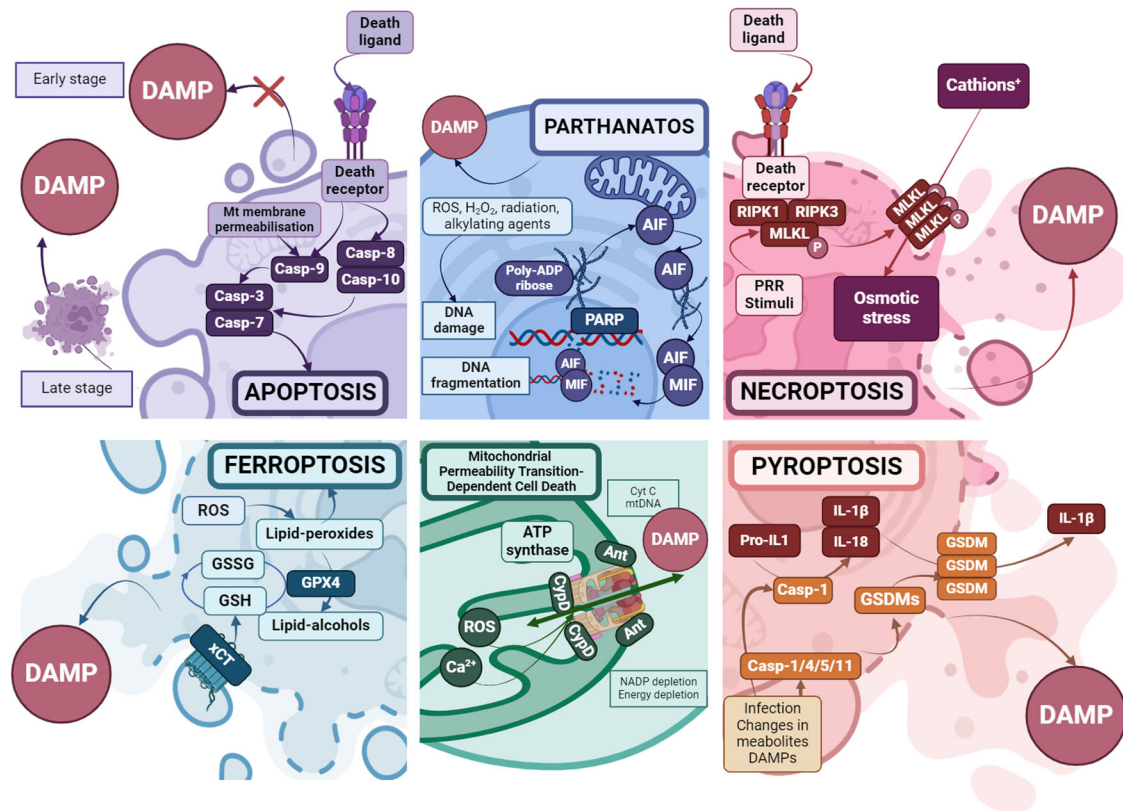 Early stage
DAMP
DAMP
Late stage
Death
ligand
Death
receptor
Mt membrane
permeabilisation
Casp-9
Casp-8
Casp-10
Casp-3
Casp-7
APOPTOSIS
DAMP
PARTHANATOS
ROS, H₂O₂, radiation,
alkylating agents
AIF
AIF
Poly-ADP
ribose
DNA
damage
PARP
DNA
fragmentation
AIF
MIF
AIF
MIF
Death
ligand
Cathions⁺
Death
receptor
RIPK1
RIPK3
MLKL
P
MLKL
P
MLKL
P
MLKL
P
PRR
Stimuli
Osmotic
stress
DAMP
NECROPTOSIS
FERROPTOSIS
ROS
Lipid-peroxides
GSSG
GPX4
GSH
Lipid-alcohols
xCT
DAMP
Mitochondrial
Permeability Transition-
Dependent Cell Death
Cyt C
mtDNA
ATP
synthase
Ant
DAMP
CypD
CypD
Ant
ROS
Ca²⁺
NADP depletion
Energy depletion
PYROPTOSIS
IL-1β
IL-18
Pro-IL1
Casp-1
GSDM
GSDM
GSDM
IL-1β
GSDMs
Casp-1/4/5/11
Infection
Changes in
meabolites
DAMPs
DAMP